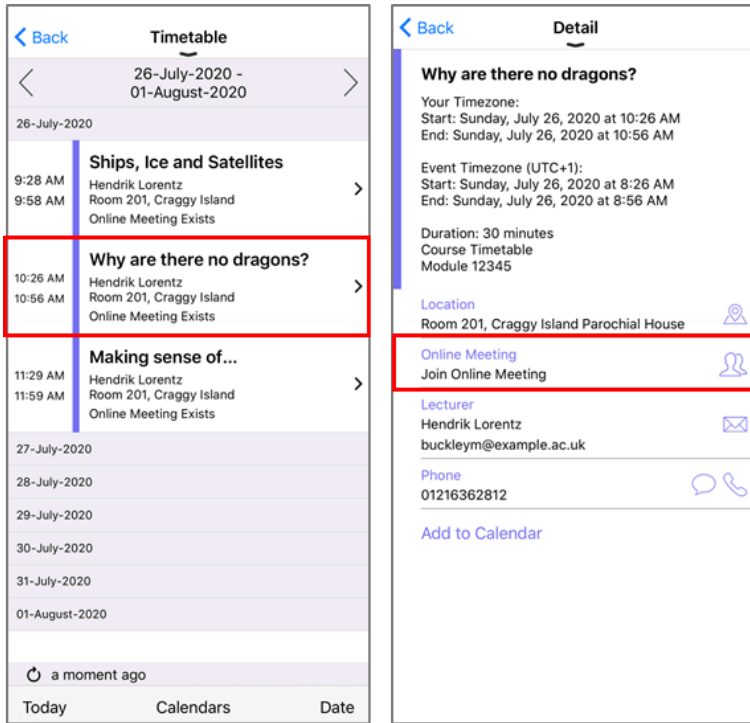 Back
Timetable
26-July-2020 -
01-August-2020
26-July-2020
9:28 AM
9:58 AM
Ships, Ice and Satellites
Hendrik Lorentz
Room 201, Craggy Island
Online Meeting Exists
10:26 AM
10:56 AM
Why are there no dragons?
Hendrik Lorentz
Room 201, Craggy Island
Online Meeting Exists
11:29 AM
11:59 AM
Making sense of...
Hendrik Lorentz
Room 201, Craggy Island
Online Meeting Exists
27-July-2020
28-July-2020
29-July-2020
30-July-2020
31-July-2020
01-August-2020
a moment ago
Today
Calendars
Date
Back
Detail
Why are there no dragons?
Your Timezone:
Start: Sunday, July 26, 2020 at 10:26 AM
End: Sunday, July 26, 2020 at 10:56 AM
Event Timezone (UTC+1):
Start: Sunday, July 26, 2020 at 8:26 AM
End: Sunday, July 26, 2020 at 8:56 AM
Duration: 30 minutes
Course Timetable
Module 12345
Location
Room 201, Craggy Island Parochial House
Online Meeting
Join Online Meeting
Lecturer
Hendrik Lorentz
buckleym@example.ac.uk
Phone
01216362812
Add to Calendar